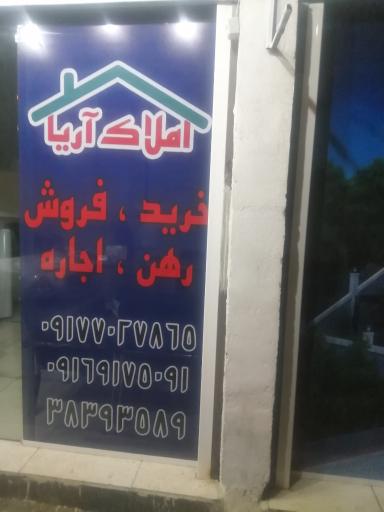 املاک آریا
خرید ، فروش
رهن ، اجاره
۰۹۱۷۷۰۲۷۸۶۵
۰۹۱۶۹۱۷۵۰۹۱
۳۸۳۹۳۵۸۹